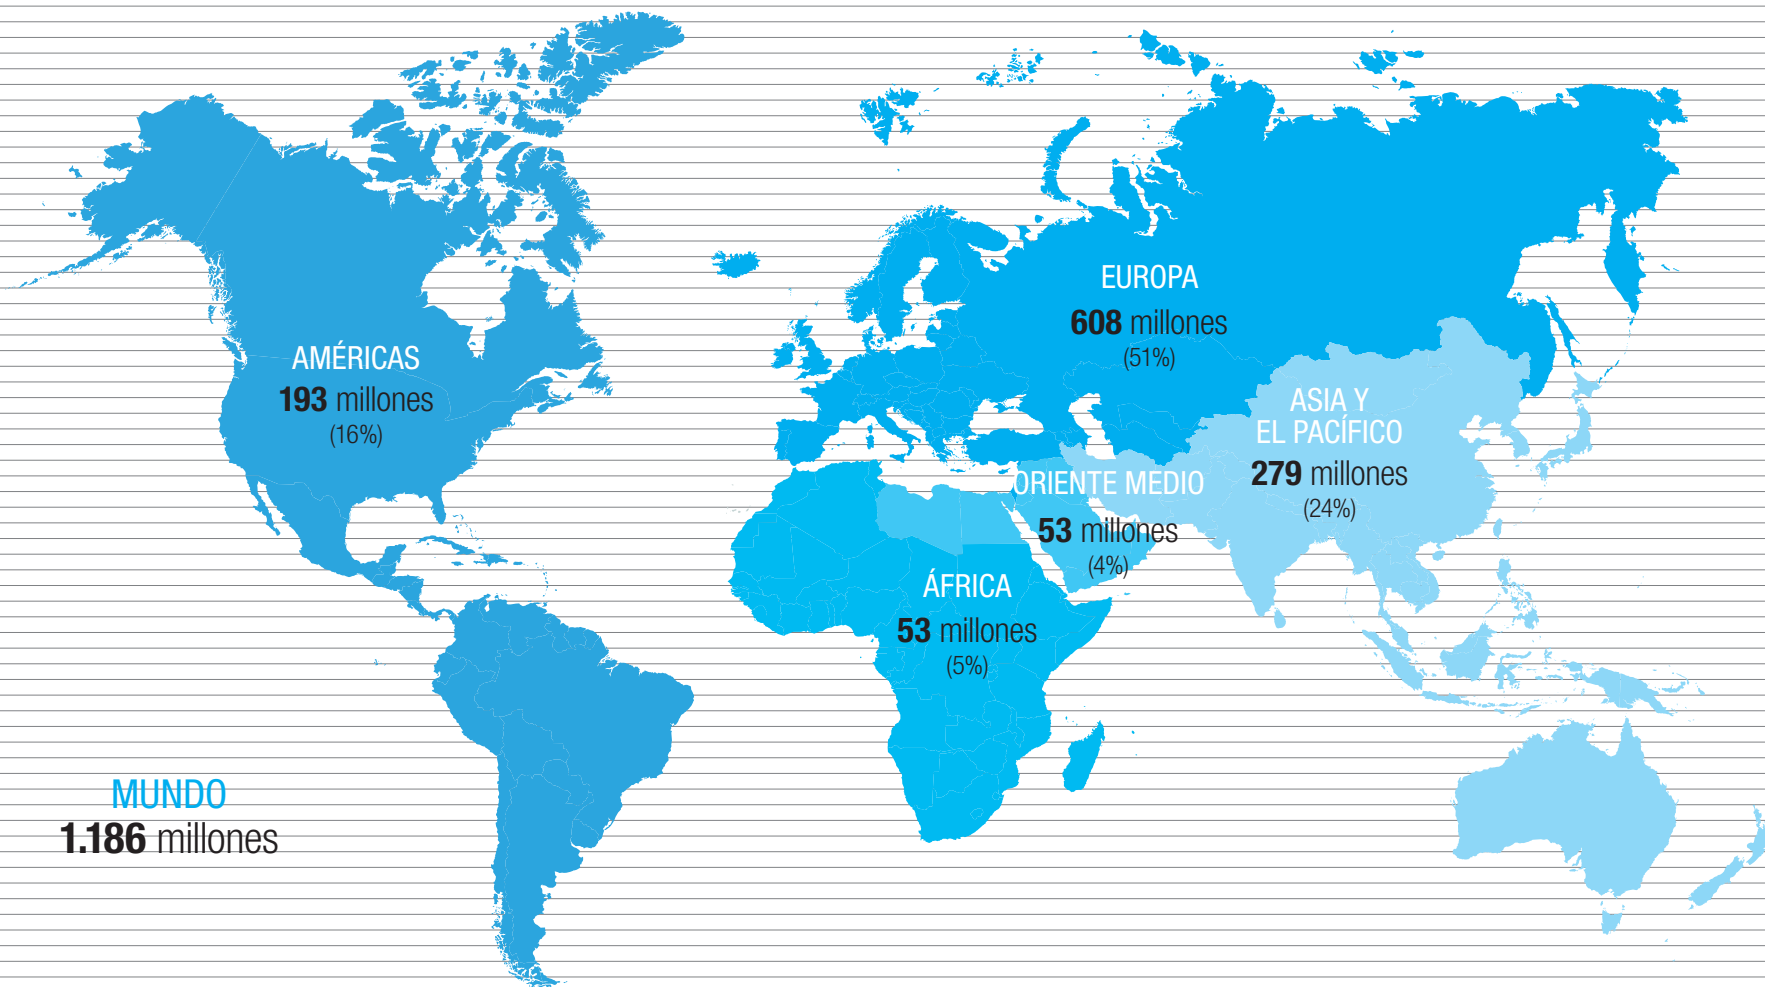 EUROPA
608 millones
(51%)
AMÉRICAS
193 millones
(16%)
ASIA Y
EL PACÍFICO
279 millones
(24%)
ORIENTE MEDIO
53 millones
(4%)
ÁFRICA
53 millones
(5%)
MUNDO
1.186 millones